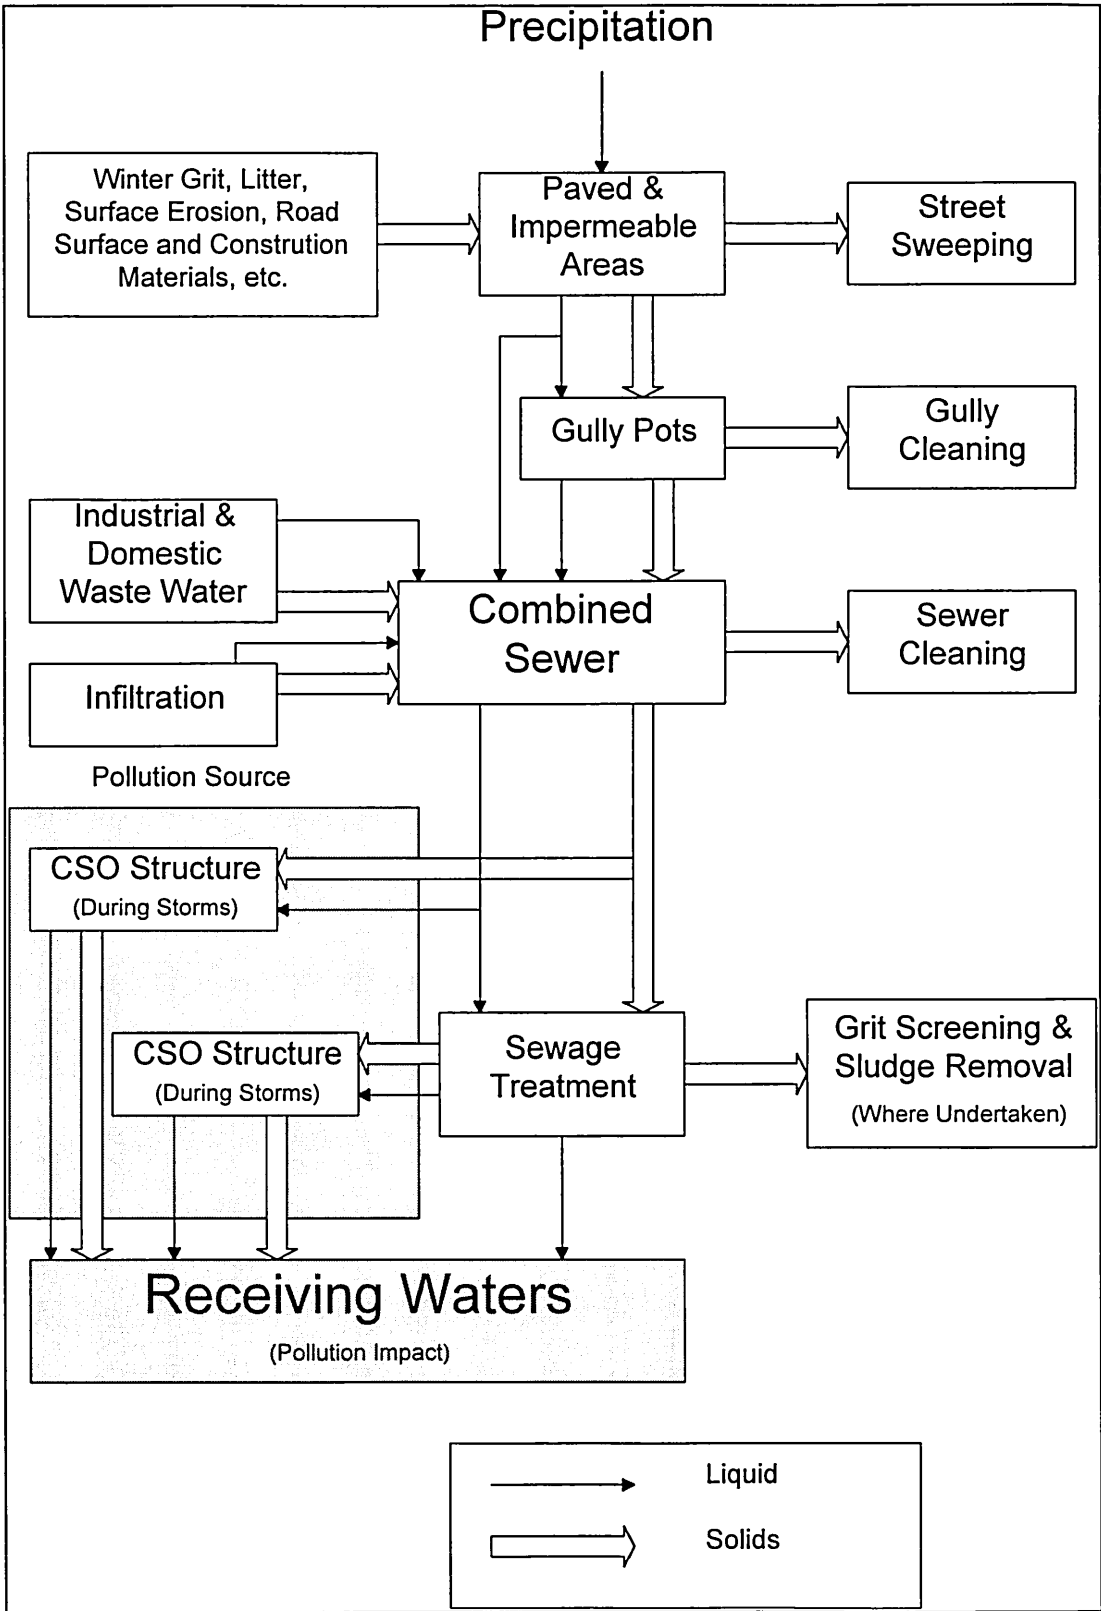 Precipitation
Winter Grit, Litter,
Surface Erosion, Road
Surface and Constrution
Materials, etc.
Paved &
Impermeable
Areas
Street
Sweeping
Gully Pots
Gully
Cleaning
Industrial &
Domestic
Waste Water
Combined
Sewer
Sewer
Cleaning
Infiltration
Pollution Source
CSO Structure
(During Storms)
CSO Structure
(During Storms)
Sewage
Treatment
Grit Screening &
Sludge Removal
(Where Undertaken)
Receiving Waters
(Pollution Impact)
Liquid
Solids